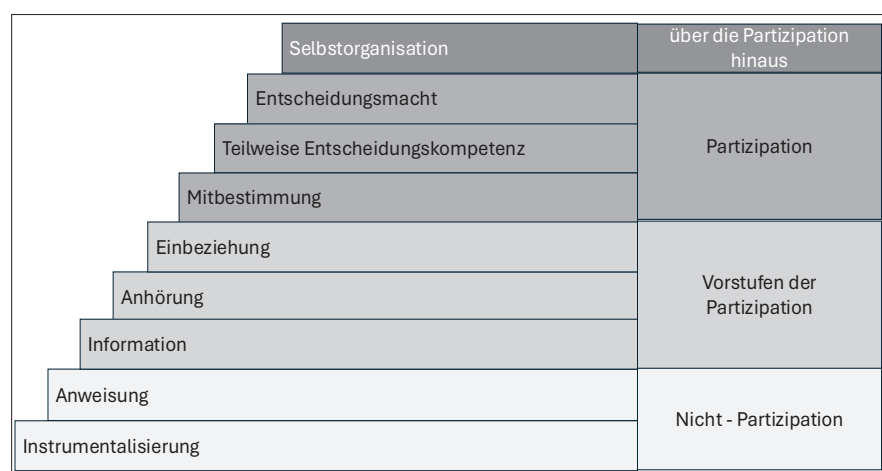 Selbstorganisation
über die Partizipation
hinaus
Entscheidungsmacht
Teilweise Entscheidungskompetenz
Partizipation
Mitbestimmung
Einbeziehung
Anhörung
Vorstufen der
Partizipation
Information
Anweisung
Nicht - Partizipation
Instrumentalisierung